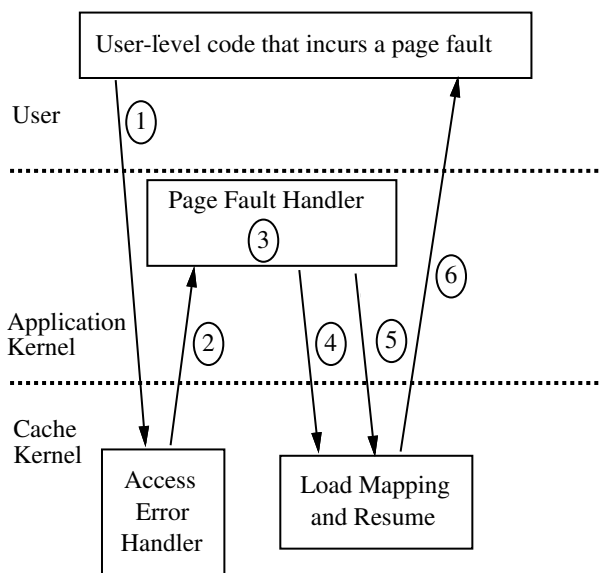 User-level code that incurs a page fault
User
1
Page Fault Handler
3
6
Application
Kernel
2
4
5
Cache
Kernel
Access
Error
Handler
Load Mapping
and Resume